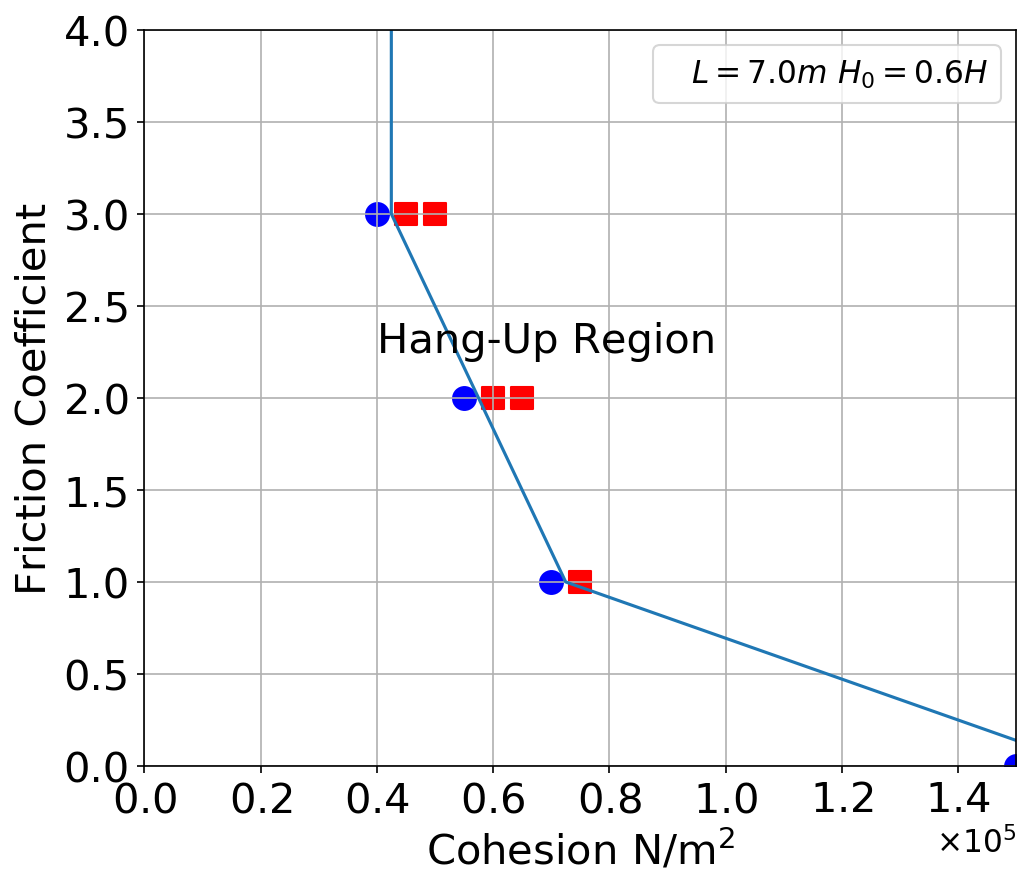 4.0
3.5
3.0
2.5
2.0
1.5
1.0
0.5
0.0
Friction Coefficient
L = 7.0m H₀ = 0.6H
Hang-Up Region
0.0 0.2 0.4 0.6 0.8 1.0 1.2 1.4
×10⁵
Cohesion N/m²